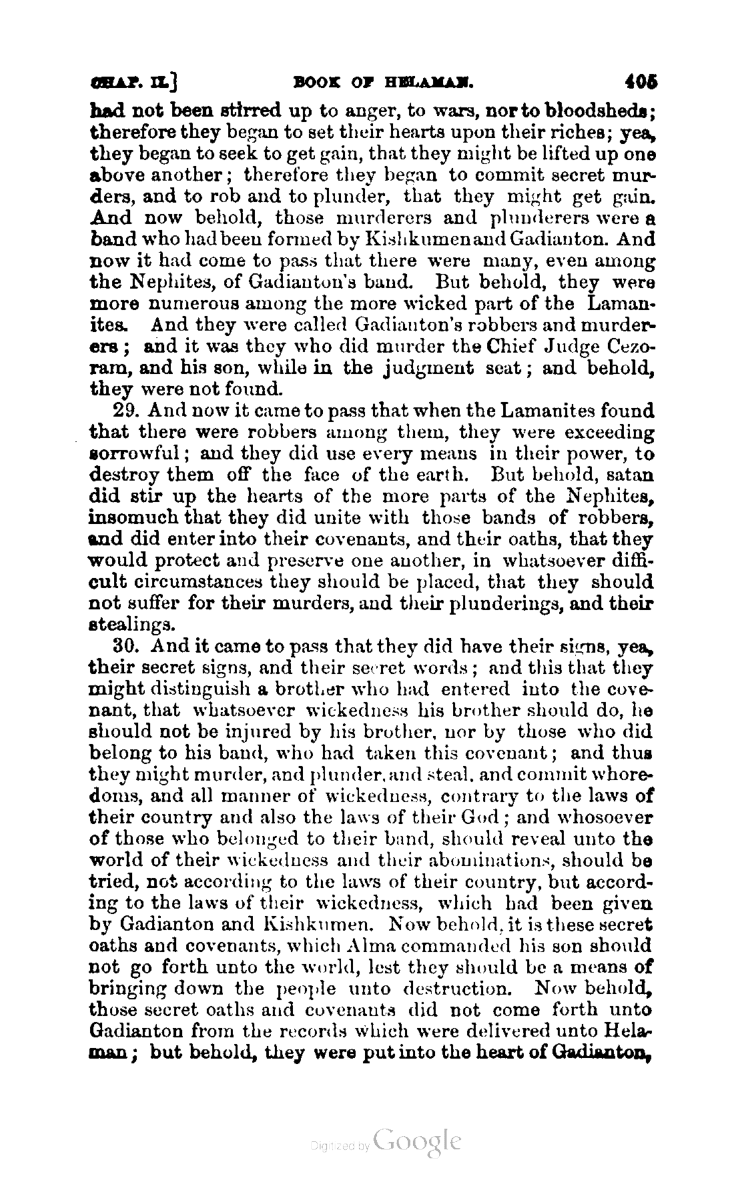 CHAP. II.] BOOK OF HELAMAN. 405
had not been stirred up to anger, to wars, nor to bloodsheds;
therefore they began to set their hearts upon their riches; yea,
they began to seek to get gain, that they might be lifted up one
above another; therefore they began to commit secret mur-
ders, and to rob and to plunder, that they might get gain.
And now behold, those murderers and plunderers were a
band who had been formed by Kishkumen and Gadianton. And
now it had come to pass that there were many, even among
the Nephites, of Gadianton's band. But behold, they were
more numerous among the more wicked part of the Laman-
ites. And they were called Gadianton's robbers and murder-
ers; and it was they who did murder the Chief Judge Cezo-
ram, and his son, while in the judgment seat; and behold,
they were not found.
29. And now it came to pass that when the Lamanites found
that there were robbers among them, they were exceeding
sorrowful; and they did use every means in their power, to
destroy them off the face of the earth. But behold, satan
did stir up the hearts of the more parts of the Nephites,
insomuch that they did unite with those bands of robbers,
and did enter into their covenants, and their oaths, that they
would protect and preserve one another, in whatsoever diffi-
cult circumstances they should be placed, that they should
not suffer for their murders, and their plunderings, and their
stealings.
30. And it came to pass that they did have their signs, yea,
their secret signs, and their secret words; and this that they
might distinguish a brother who had entered into the cove-
nant, that whatsoever wickedness his brother should do, he
should not be injured by his brother, nor by those who did
belong to his band, who had taken this covenant; and thus
they might murder, and plunder, and steal, and commit whore-
doms, and all manner of wickedness, contrary to the laws of
their country and also the laws of their God; and whosoever
of those who belonged to their band, should reveal unto the
world of their wickedness and their abominations, should be
tried, not according to the laws of their country, but accord-
ing to the laws of their wickedness, which had been given
by Gadianton and Kishkumen. Now behold, it is these secret
oaths and covenants, which Alma commanded his son should
not go forth unto the world, lest they should be a means of
bringing down the people unto destruction. Now behold,
those secret oaths and covenants did not come forth unto
Gadianton from the records which were delivered unto Hela-
man; but behold, they were put into the heart of Gadianton,
Digitized by Google